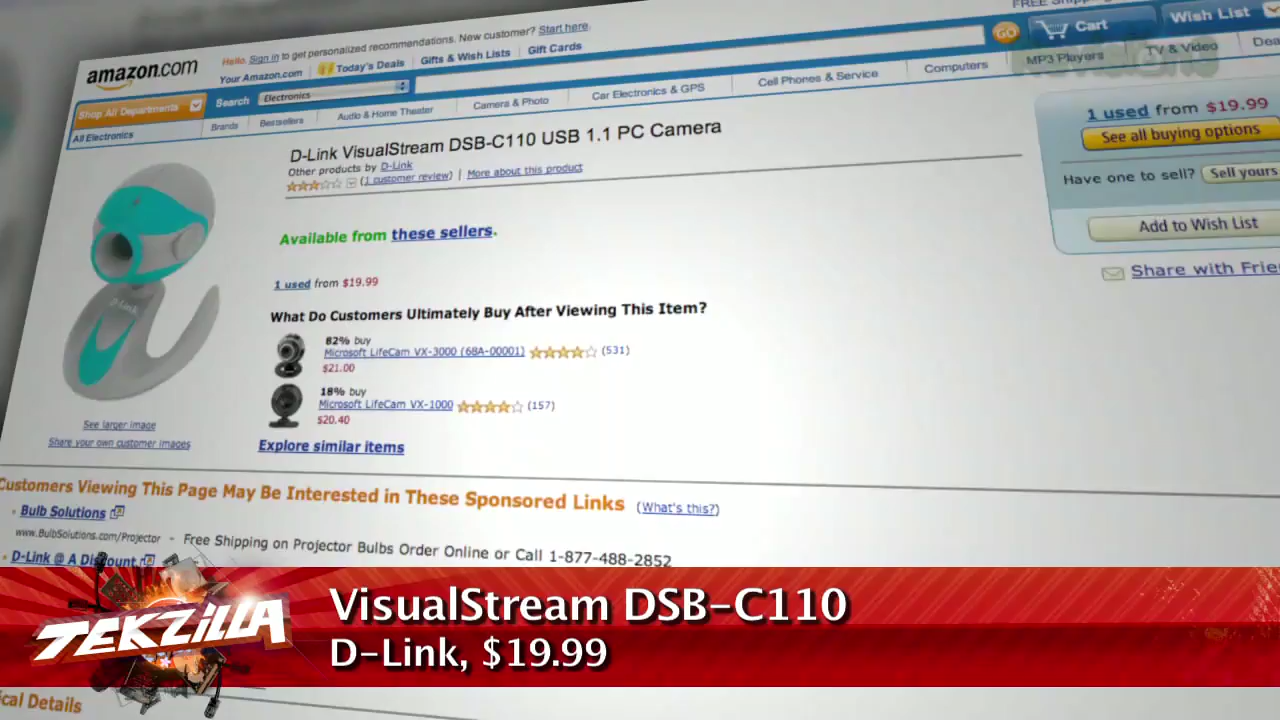 FREE Shipping
amazon.com
Hello. Sign in to get personalized recommendations. New customer? Start here.
Your Amazon.com Today's Deals Gifts & Wish Lists Gift Cards
Cart Wish List
Shop All Departments Search Electronics GO
All Electronics Brands Bestsellers Audio & Home Theater Camera & Photo Car Electronics & GPS Cell Phones & Service Computers MP3 Players TV & Video
D-Link VisualStream DSB-C110 USB 1.1 PC Camera
Other products by D-Link
(1 customer review) | More about this product
Available from these sellers.
1 used from $19.99
What Do Customers Ultimately Buy After Viewing This Item?
82% buy
Microsoft LifeCam VX-3000 (68A-00001) (531)
$21.00
18% buy
Microsoft LifeCam VX-1000 (157)
$20.40
Explore similar items
D-Link
See larger image
Share your own customer images
1 used from $19.99
See all buying options
Have one to sell? Sell yours
Add to Wish List
Share with Frie
Customers Viewing This Page May Be Interested in These Sponsored Links (What's this?)
Bulb Solutions
www.BulbSolutions.com/Projector - Free Shipping on Projector Bulbs Order Online or Call 1-877-488-2852
D-Link @ A Discount.
TEKZILLA
VisualStream DSB-C110
D-Link, $19.99
cal Details